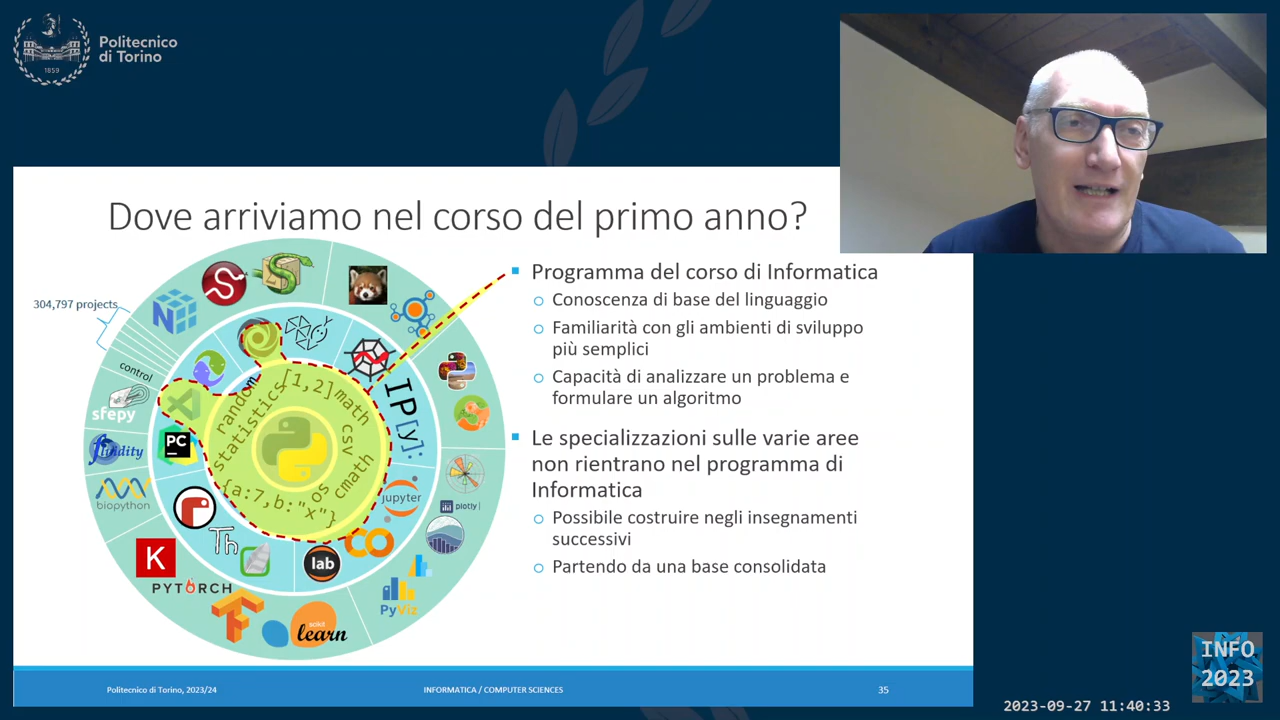 Politecnico
di Torino
1859
Dove arriviamo nel corso del primo anno?
304,797 projects
control
sfepy
fluidity
biopython
PC
K
PYTORCH
Th
lab
scikit
learn
PyViz
plotly
jupyter
IP[y]:
random
statistics
[1,2]
math
csv
cmath
os
{a:7,b:"x"}
Programma del corso di Informatica
Conoscenza di base del linguaggio
Familiarità con gli ambienti di sviluppo
più semplici
Capacità di analizzare un problema e
formulare un algoritmo
Le specializzazioni sulle varie aree
non rientrano nel programma di
Informatica
Possibile costruire negli insegnamenti
successivi
Partendo da una base consolidata
Politecnico di Torino, 2023/24
INFORMATICA / COMPUTER SCIENCES
35
INFO
2023
2023-09-27 11:40:33